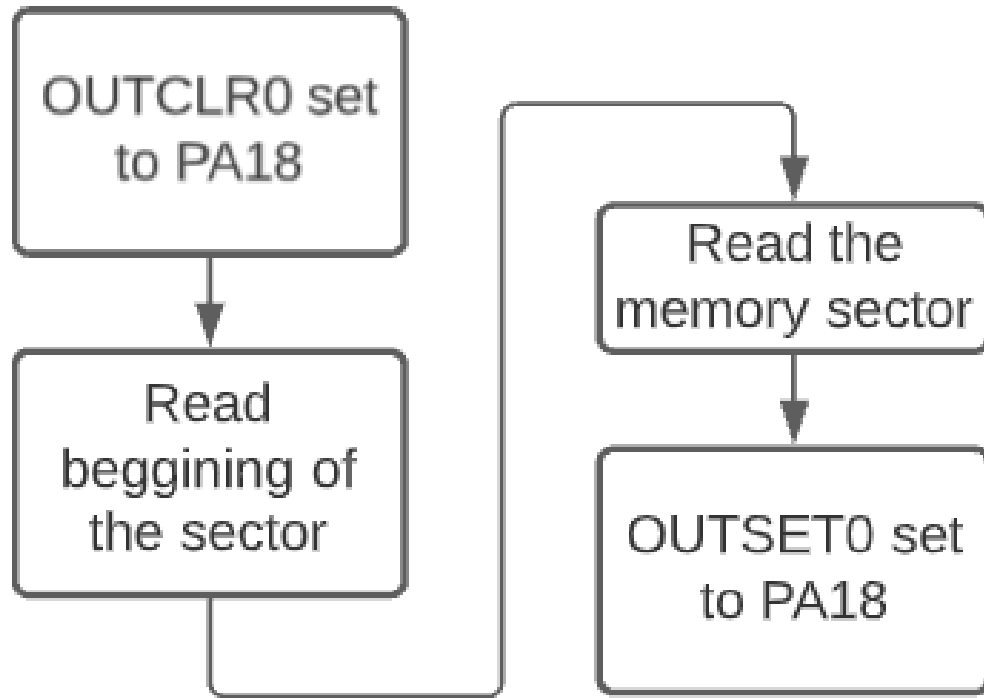 OUTCLR0 set
to PA18
Read
beggining of
the sector
Read the
memory sector
OUTSET0 set
to PA18